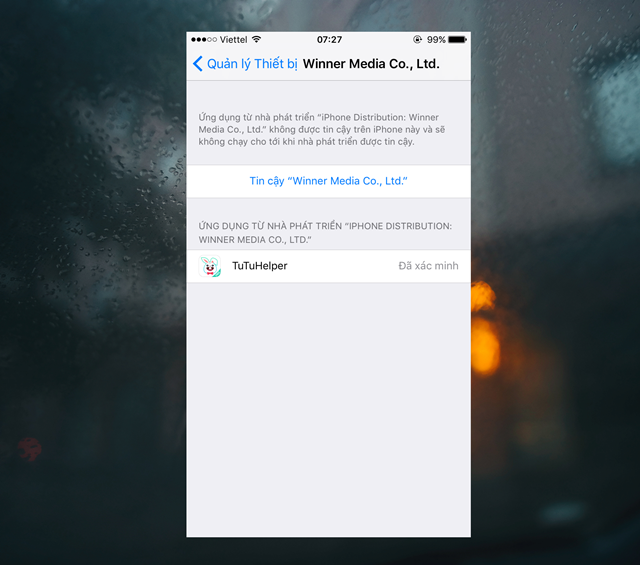 Viettel 07:27 99%
Quản lý Thiết bị Winner Media Co., Ltd.
Ứng dụng từ nhà phát triển “iPhone Distribution: Winner
Media Co., Ltd.” không được tin cậy trên iPhone này và sẽ
không chạy cho tới khi nhà phát triển được tin cậy.
Tin cậy “Winner Media Co., Ltd.”
ỨNG DỤNG TỪ NHÀ PHÁT TRIỂN “IPHONE DISTRIBUTION:
WINNER MEDIA CO., LTD.”
TuTuHelper Đã xác minh